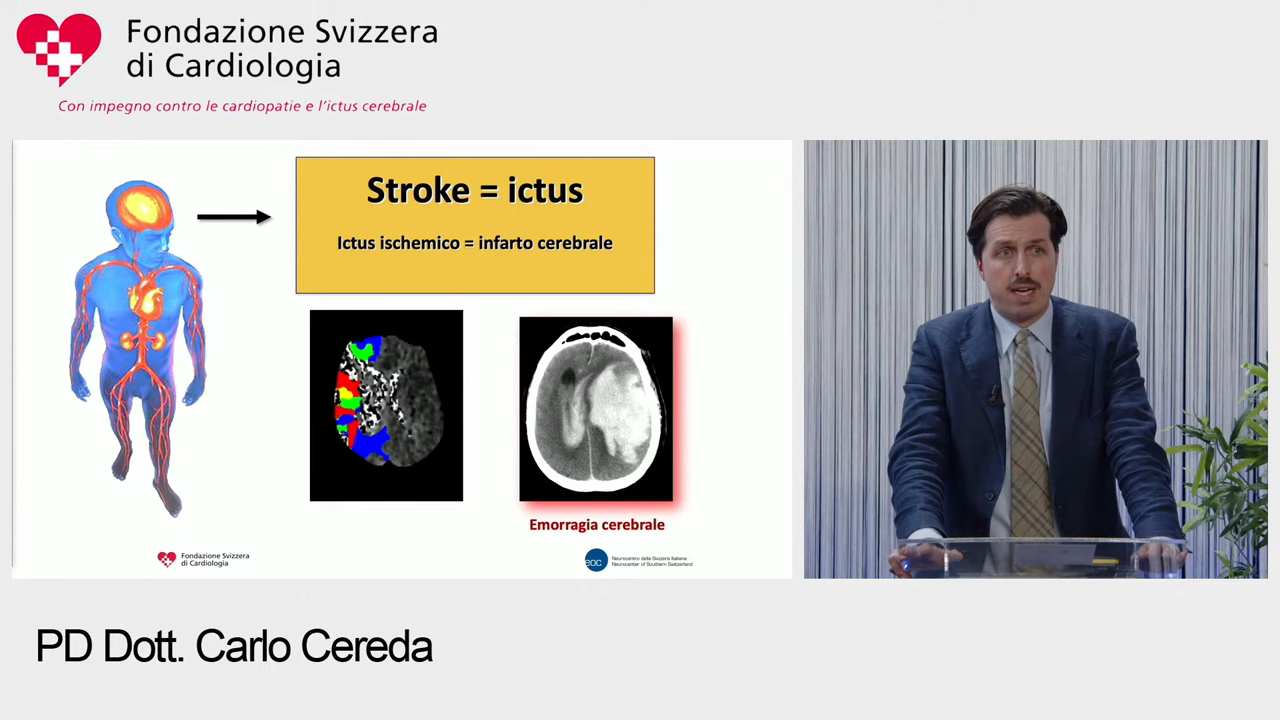 Fondazione Svizzera
di Cardiologia
Con impegno contro le cardiopatie e l'ictus cerebrale
Stroke = ictus
Ictus ischemico = infarto cerebrale
Emorragia cerebrale
Fondazione Svizzera
di Cardiologia
eoc
Neurocentro della Svizzera Italiana
Neurocenter of Southern Switzerland
PD Dott. Carlo Cereda